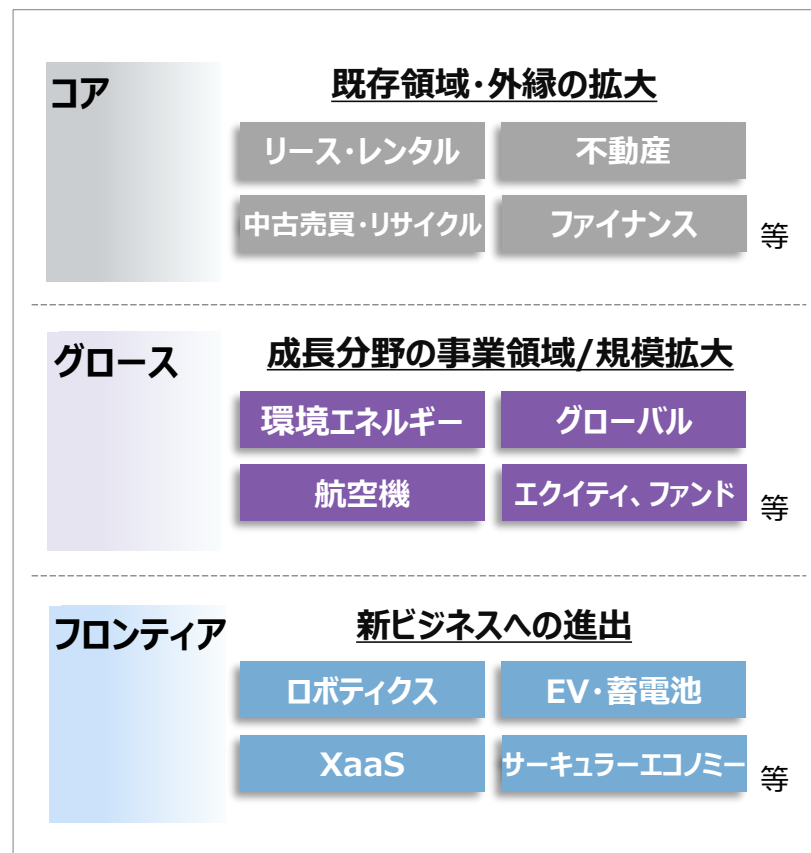 コア
既存領域・外縁の拡大
リース・レンタル
不動産
中古売買・リサイクル
ファイナンス
等
グロース
成長分野の事業領域/規模拡大
環境エネルギー
グローバル
航空機
エクイティ、ファンド
等
フロンティア
新ビジネスへの進出
ロボティクス
EV・蓄電池
XaaS
サーキュラーエコノミー
等